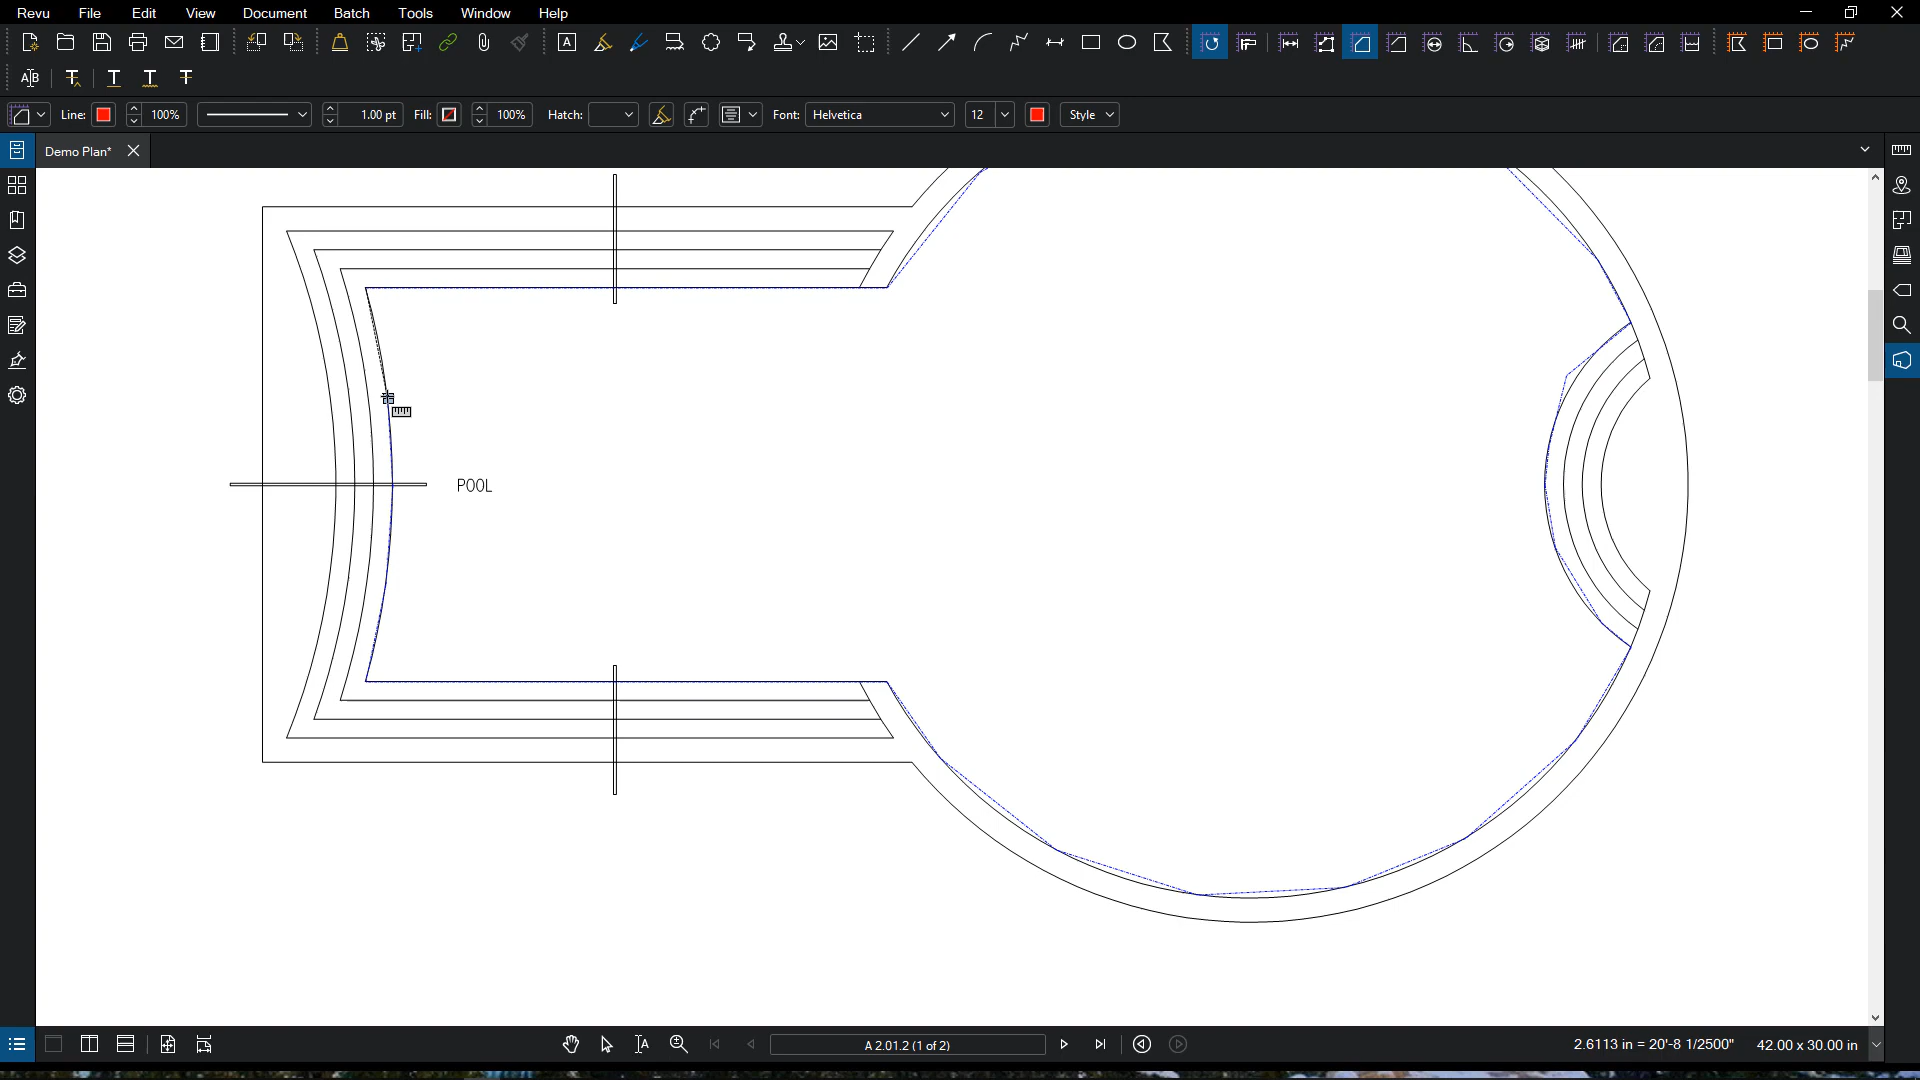 Revu File Edit View Document Batch Tools Window Help
A
A|B T T T T
Line: 100% 1.00 pt Fill: 100% Hatch: Font: Helvetica 12 Style
Demo Plan*
POOL
A 2.01.2 (1 of 2) 2.6113 in = 20'-8 1/2500" 42.00 x 30.00 in